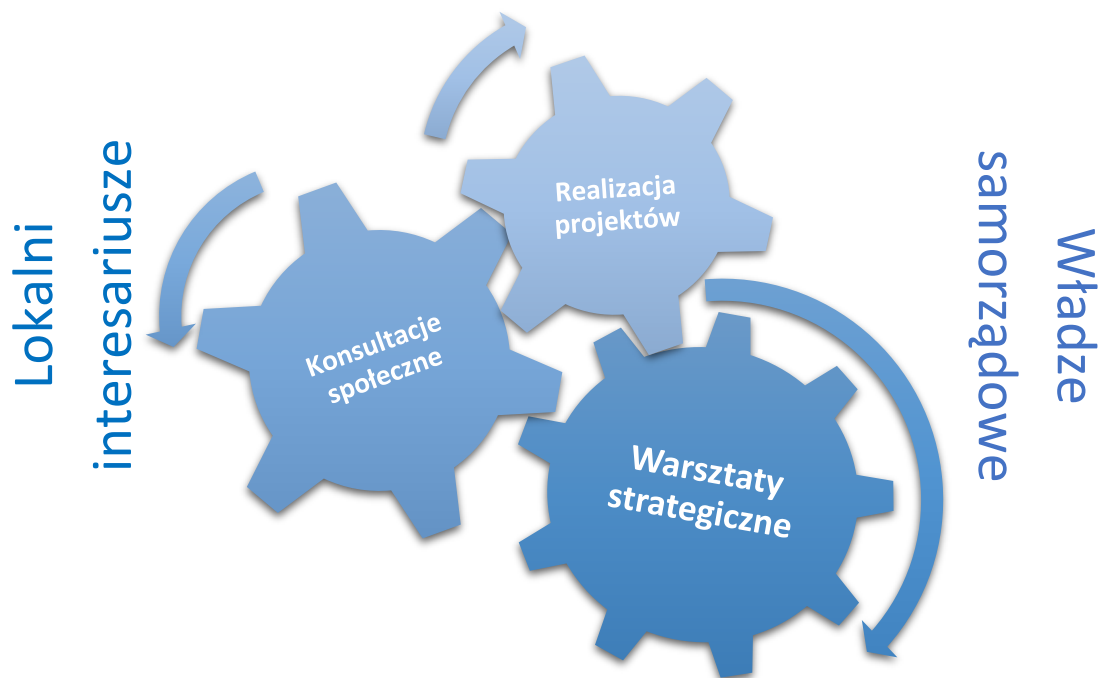 Lokalni
interesariusze
Realizacja
projektów
Konsultacje
społeczne
Warsztaty
strategiczne
Władze
samorządowe